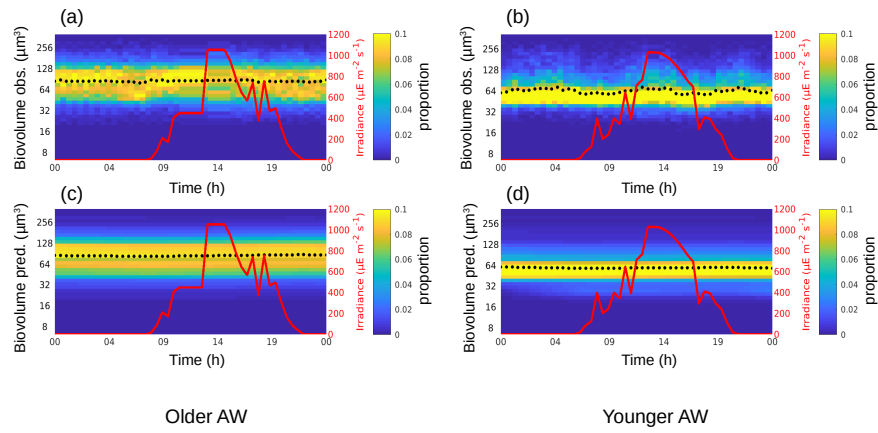 (a)
Biovolume obs. (µm³)
256
128
64
32
16
8
00 04 09 14 19 00
Time (h)
1200
1000
800
600
400
200
0
Irradiance (µE m⁻² s⁻¹)
0.1
0.08
0.06
0.04
0.02
0
proportion
(b)
Biovolume obs. (µm³)
256
128
64
32
16
8
00 04 09 14 19 00
Time (h)
1200
1000
800
600
400
200
0
Irradiance (µE m⁻² s⁻¹)
0.1
0.08
0.06
0.04
0.02
0
proportion
(c)
Biovolume pred. (µm³)
256
128
64
32
16
8
00 04 09 14 19 00
Time (h)
1200
1000
800
600
400
200
0
Irradiance (µE m⁻² s⁻¹)
0.1
0.08
0.06
0.04
0.02
0
proportion
(d)
Biovolume pred. (µm³)
256
128
64
32
16
8
00 04 09 14 19 00
Time (h)
1200
1000
800
600
400
200
0
Irradiance (µE m⁻² s⁻¹)
0.1
0.08
0.06
0.04
0.02
0
proportion
Older AW
Younger AW